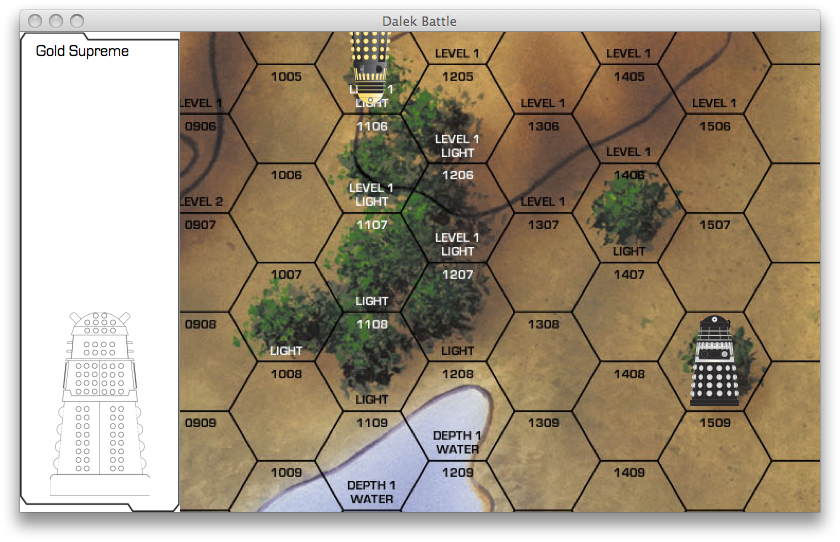 Dalek Battle
Gold Supreme
LEVEL 1
LEVEL 1
1005
1205
1405
LEVEL 1
LIGHT
LEVEL 1
LEVEL 1
0906
1106
1306
1506
LEVEL 1
LIGHT
LEVEL 1
1006
1206
1406
LEVEL 1
LIGHT
LEVEL 2
LEVEL 1
0907
1107
1307
1507
LEVEL 1
LIGHT
LIGHT
1007
1207
1407
LIGHT
0908
1108
1308
LIGHT
LIGHT
1008
1208
1408
LIGHT
0909
1109
1309
1509
DEPTH 1
WATER
1009
1209
1409
DEPTH 1
WATER